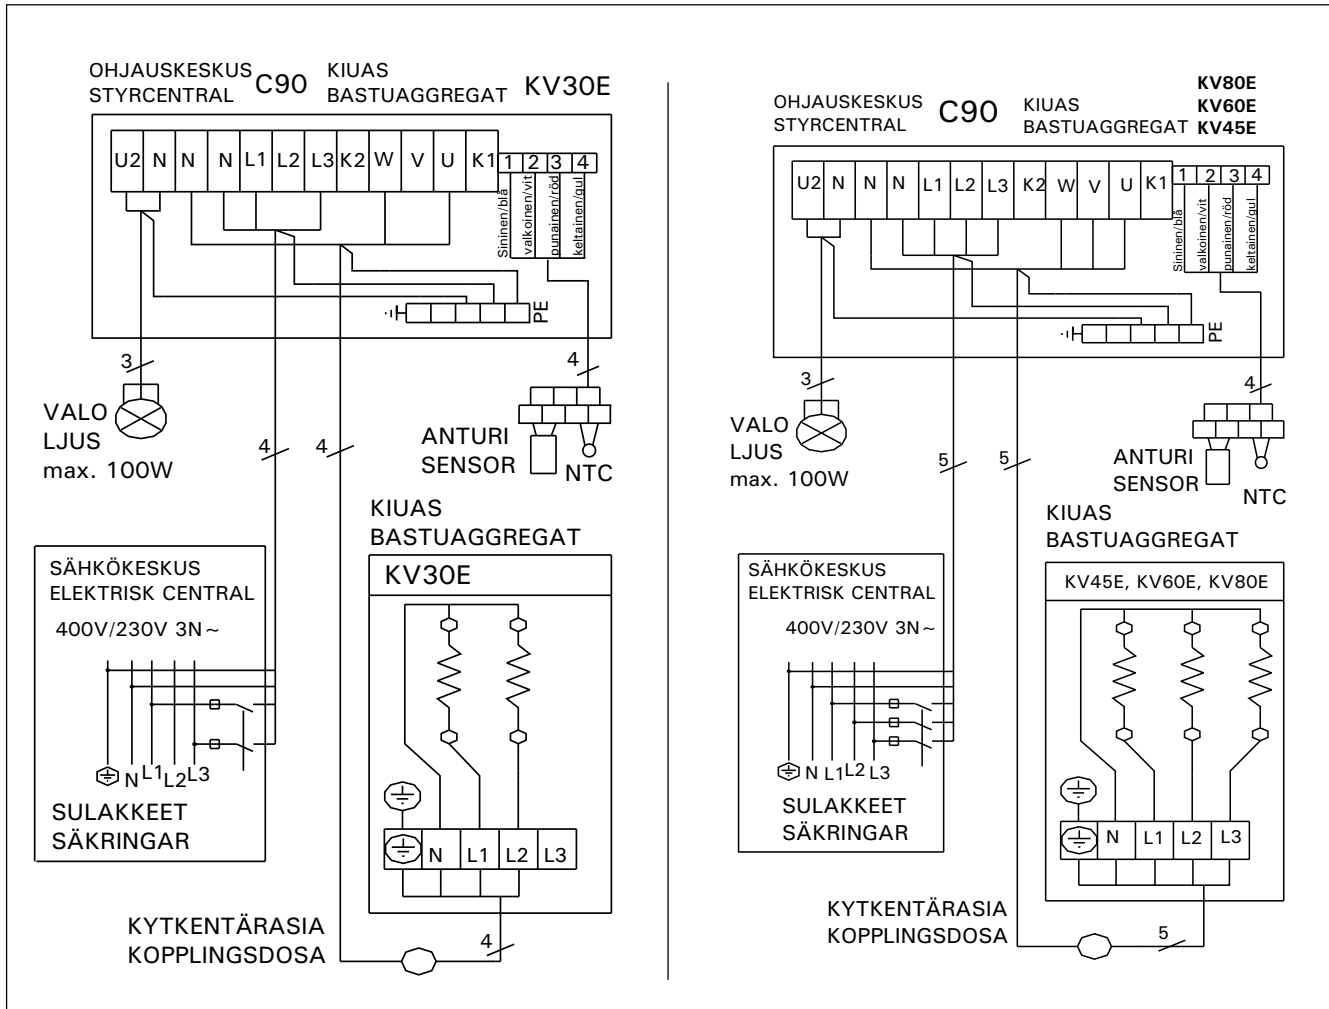 OHJAUSKESKUS C90 KIUAS KV30E
STYRCENTRAL BASTUAGGREGAT
U2 N N N L1 L2 L3 K2 W V U K1 1 2 3 4
Sininen/blå
valkoinen/vit
punainen/röd
keltainen/gul
PE
3
4
VALO
LJUS
max. 100W
4
4
ANTURI
SENSOR
NTC
KIUAS
BASTUAGGREGAT
SÄHKÖKESKUS
ELEKTRISK CENTRAL
400V/230V 3N~
N L1 L2 L3
SULAKKEET
SÄKRINGAR
KV30E
N L1 L2 L3
KYTKENTÄRASIA
KOPPLINGSDOSA
4
KV80E
OHJAUSKESKUS C90 KIUAS KV60E
STYRCENTRAL BASTUAGGREGAT KV45E
U2 N N N L1 L2 L3 K2 W V U K1 1 2 3 4
Sininen/blå
valkoinen/vit
punainen/röd
keltainen/gul
PE
3
4
VALO
LJUS
max. 100W
5
5
ANTURI
SENSOR
NTC
KIUAS
BASTUAGGREGAT
SÄHKÖKESKUS
ELEKTRISK CENTRAL
400V/230V 3N~
N L1 L2 L3
SULAKKEET
SÄKRINGAR
KV45E, KV60E, KV80E
N L1 L2 L3
KYTKENTÄRASIA
KOPPLINGSDOSA
5